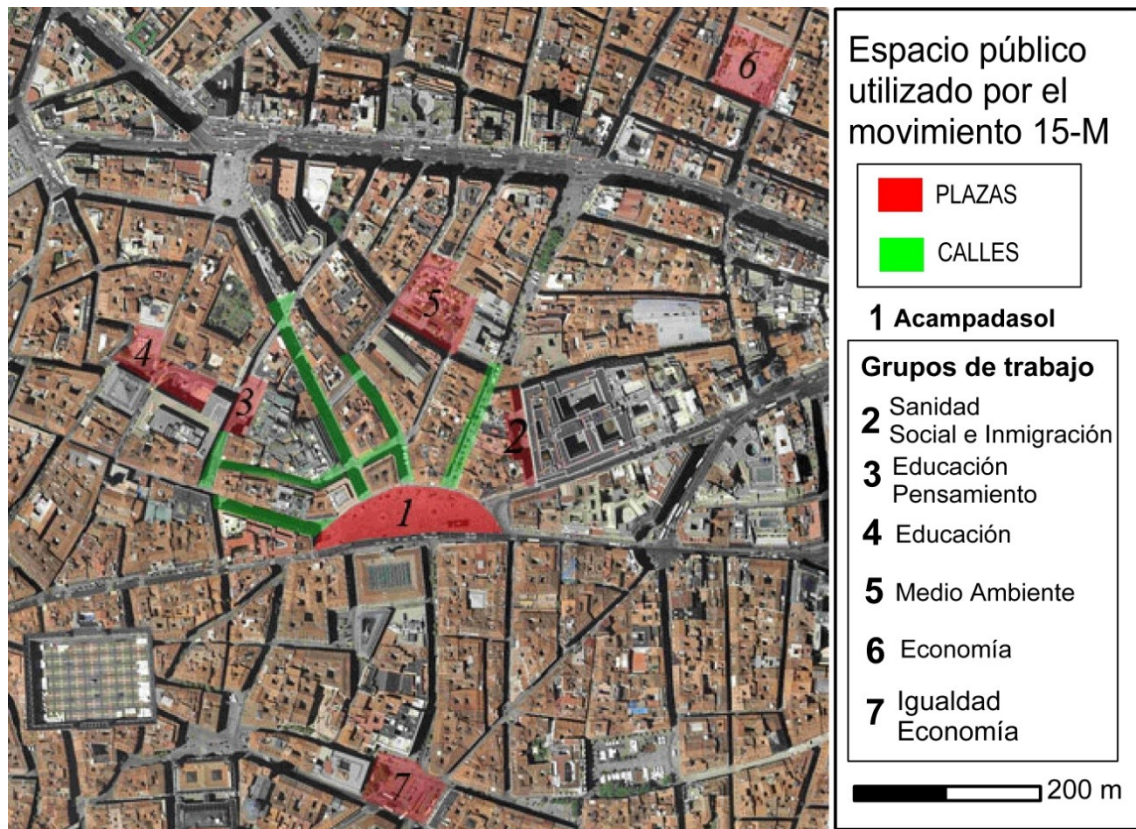 6
5
4
3
2
1
7
Espacio público
utilizado por el
movimiento 15-M
PLAZAS
CALLES
1 Acampadasol
Grupos de trabajo
2 Sanidad
Social e Inmigración
3 Educación
Pensamiento
4 Educación
5 Medio Ambiente
6 Economía
7 Igualdad
Economía
200 m